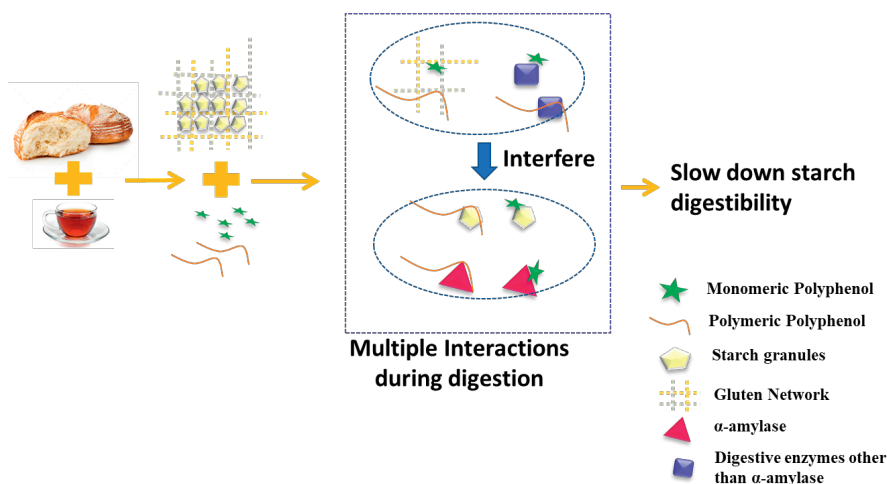 Interfere
Multiple Interactions
during digestion
Slow down starch
digestibility
Monomeric Polyphenol
Polymeric Polyphenol
Starch granules
Gluten Network
α-amylase
Digestive enzymes other
than α-amylase